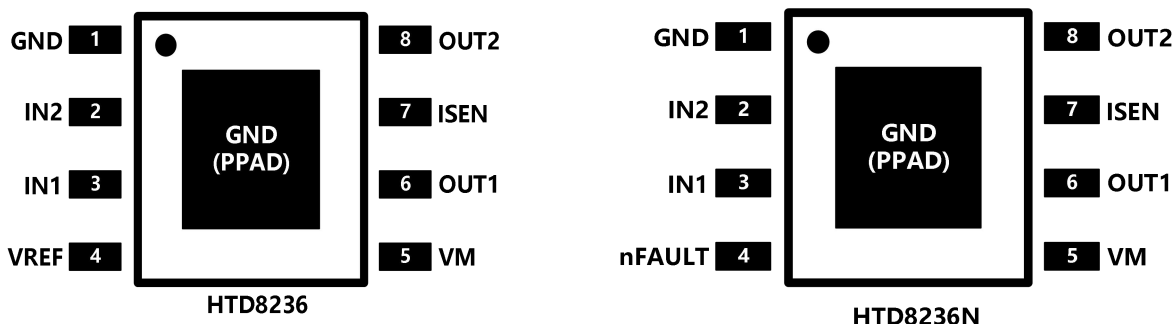 GND 1 8 OUT2
IN2 2 7 ISEN
GND
(PPAD)
IN1 3 6 OUT1
VREF 4 5 VM
HTD8236
GND 1 8 OUT2
IN2 2 7 ISEN
GND
(PPAD)
IN1 3 6 OUT1
nFAULT 4 5 VM
HTD8236N